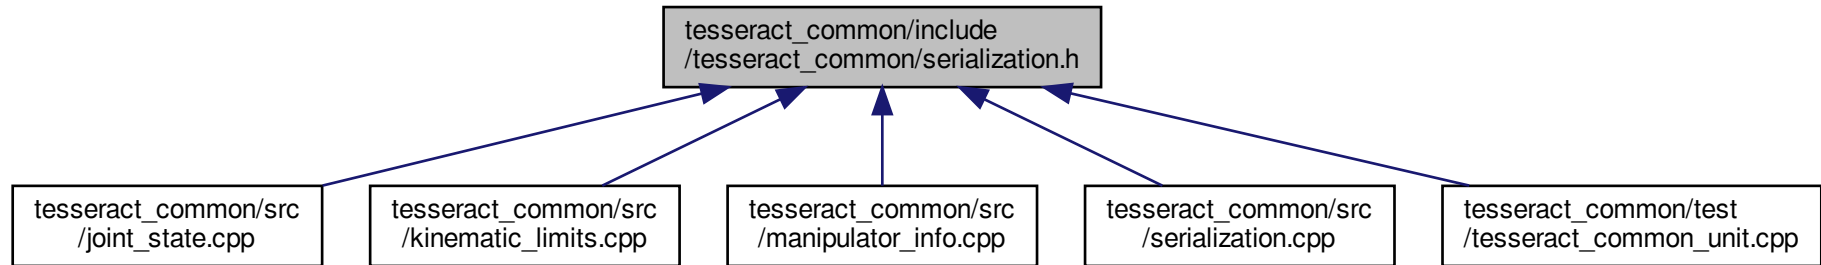 tesseract_common/include
/tesseract_common/serialization.h
tesseract_common/src
/joint_state.cpp
tesseract_common/src
/kinematic_limits.cpp
tesseract_common/src
/manipulator_info.cpp
tesseract_common/src
/serialization.cpp
tesseract_common/test
/tesseract_common_unit.cpp